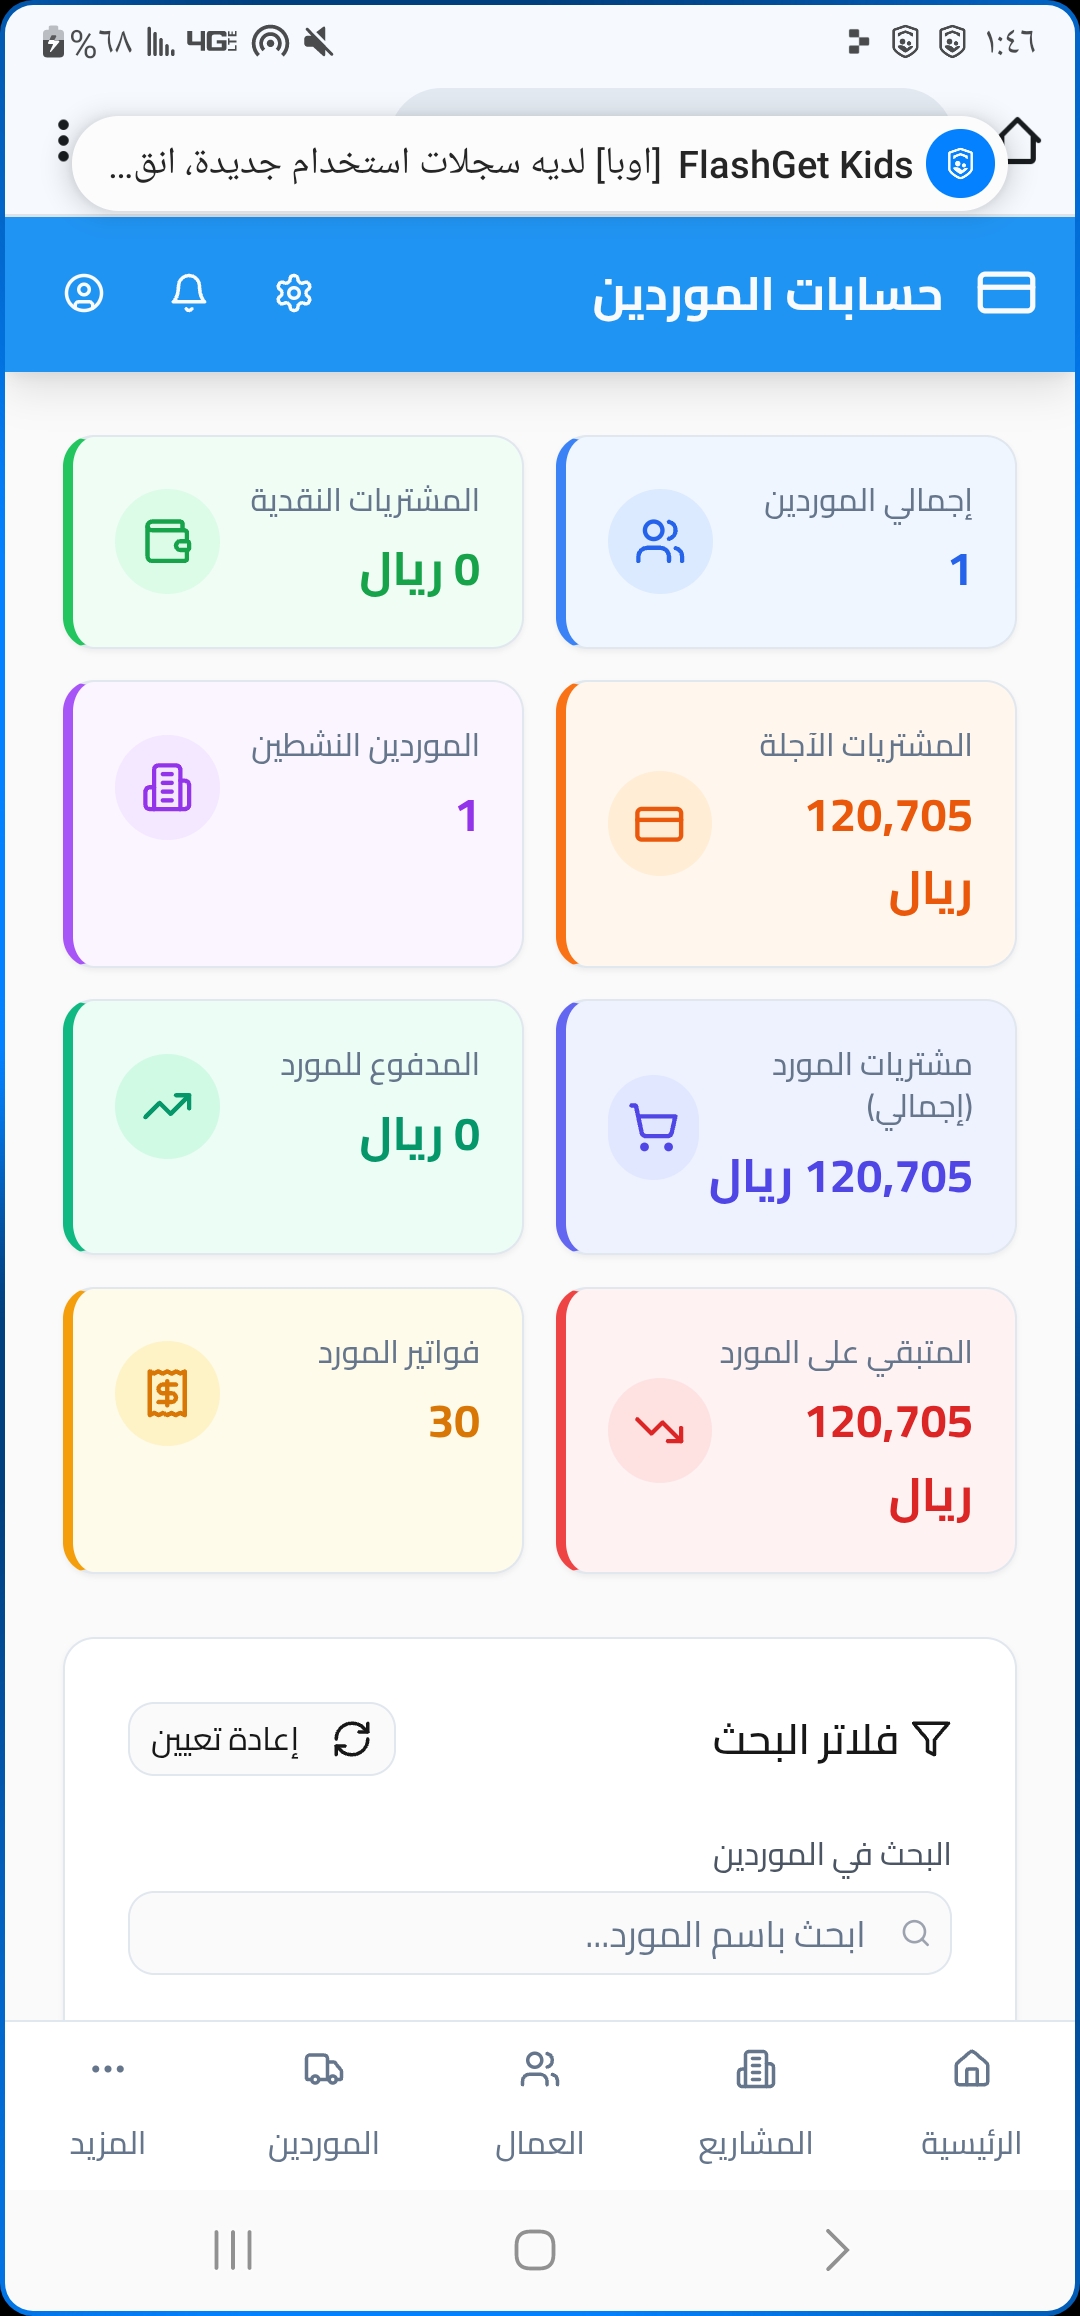 ١:٤٦
%٦٨
4G LTE
FlashGet Kids [اوبا] لديه سجلات استخدام جديدة، انق...
حسابات الموردين
إجمالي الموردين
1
المشتريات النقدية
0 ريال
المشتريات الآجلة
120,705
ريال
الموردين النشطين
1
مشتريات المورد
(إجمالي)
120,705 ريال
المدفوع للمورد
0 ريال
المتبقي على المورد
120,705
ريال
فواتير المورد
30
فلاتر البحث
إعادة تعيين
البحث في الموردين
ابحث باسم المورد...
الرئيسية
المشاريع
العمال
الموردين
المزيد